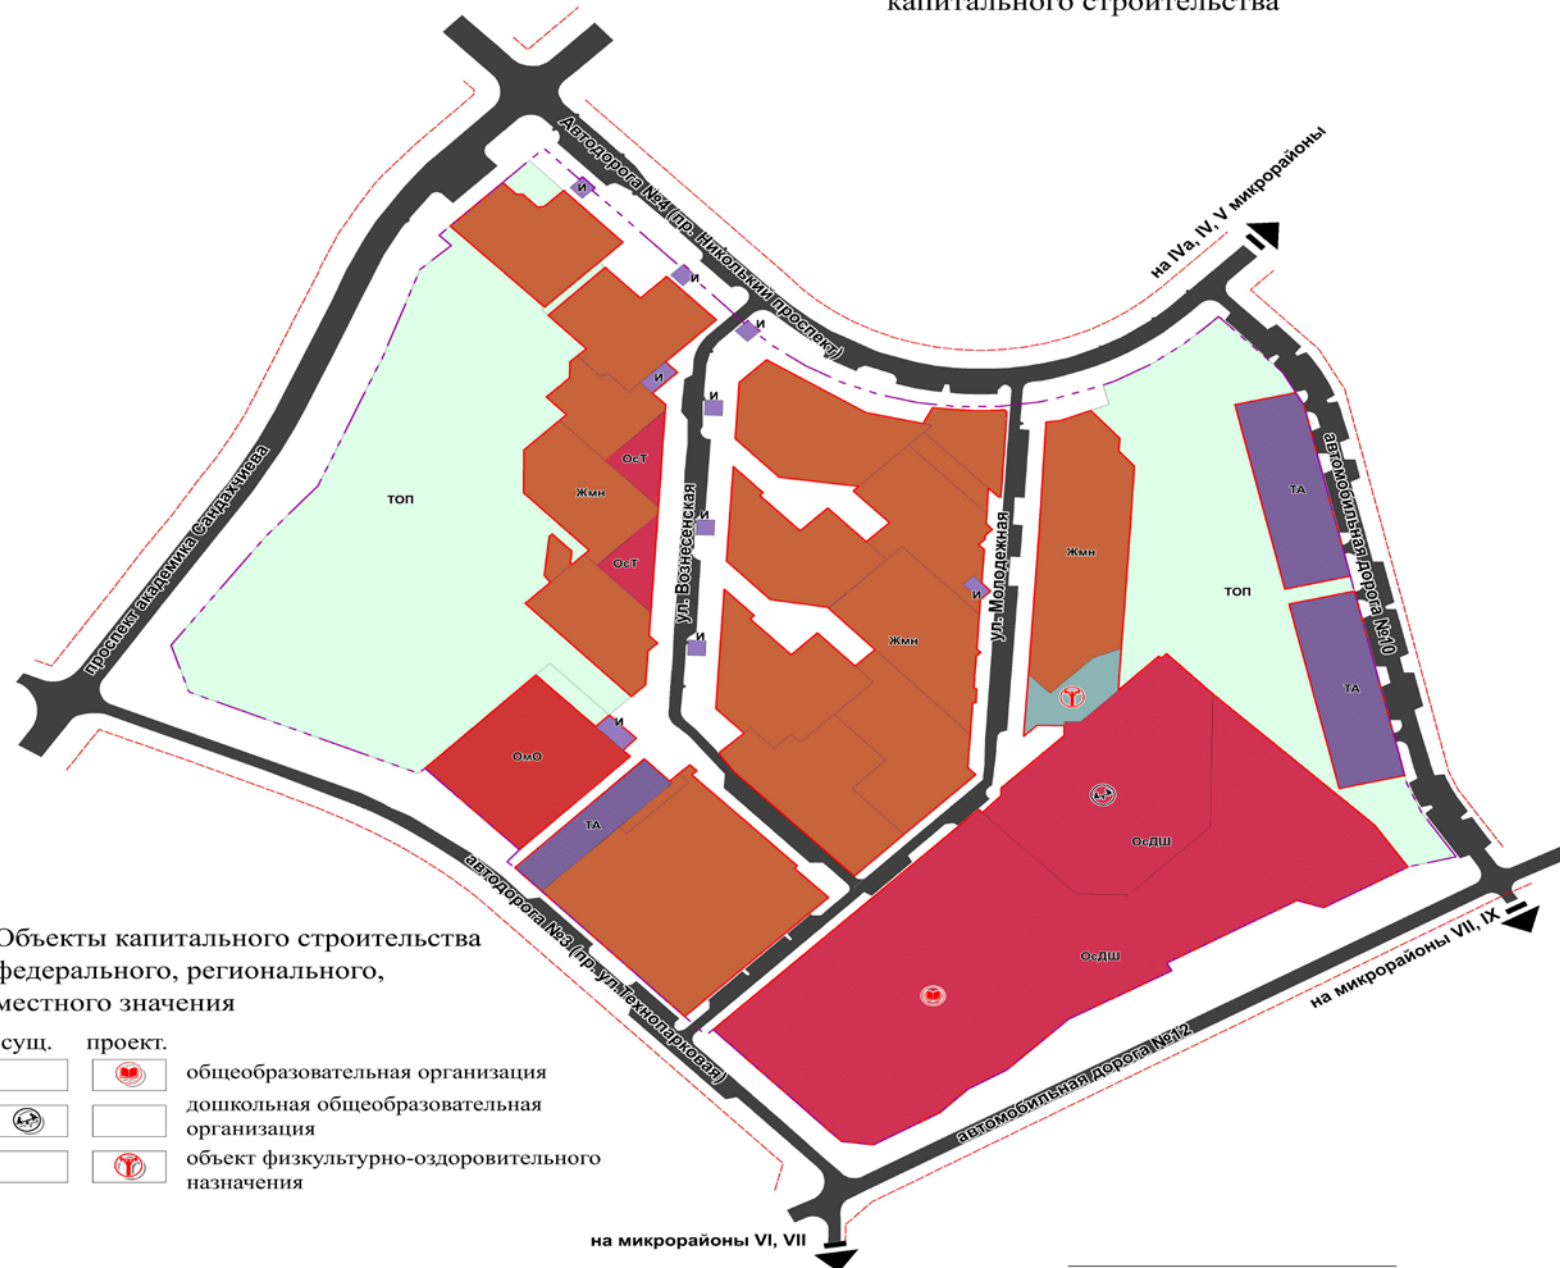 капитального строительства
Автодорога №4 (пр. Николький проспект)
на IVа, IV, V микрорайоны
И
И
И
И
И
ОсТ
ТОП
Жмн
ТА
автомобильная дорога №10
проспект академика Сандахчиева
ул. Вознесенская
И
ул. Молодежная
Жмн
ОсТ
ТОП
И
Жмн
И
ТА
И
ОмО
ТА
ОсДШ
автодорога №3 (пр. ул.Технопарковая)
ОсДШ
на микрорайоны VII, IX
автомобильная дорога №12
Объекты капитального строительства
федерального, регионального,
местного значения
сущ. проект.
общеобразовательная организация
дошкольная общеобразовательная
организация
объект физкультурно-оздоровительного
назначения
на микрорайоны VI, VII